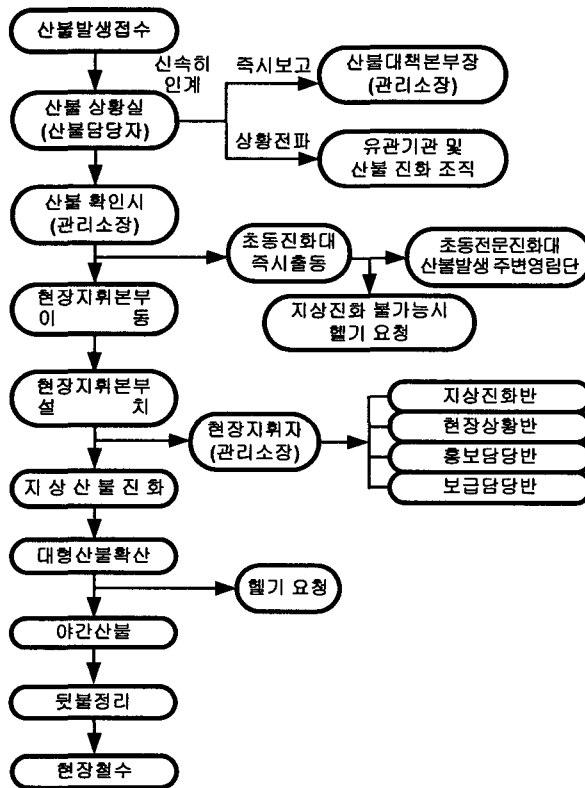 산불발생접수
신속히
인계
즉시보고
산불대책본부장
(관리소장)
산불 상황실
(산불담당자)
상황전파
유관기관 및
산불 진화 조직
산불 확인시
(관리소장)
초동진화대
즉시출동
초동전문진화대
산불발생 주변영림단
지상진화 불가능시
헬기 요청
현장지휘본부
이 동
현장지휘본부
설 치
현장지휘자
(관리소장)
지상진화반
현장상황반
홍보담당반
보급담당반
지 상 산 불 진 화
대형산불확산
헬기 요청
야간산불
뒷불정리
현장철수